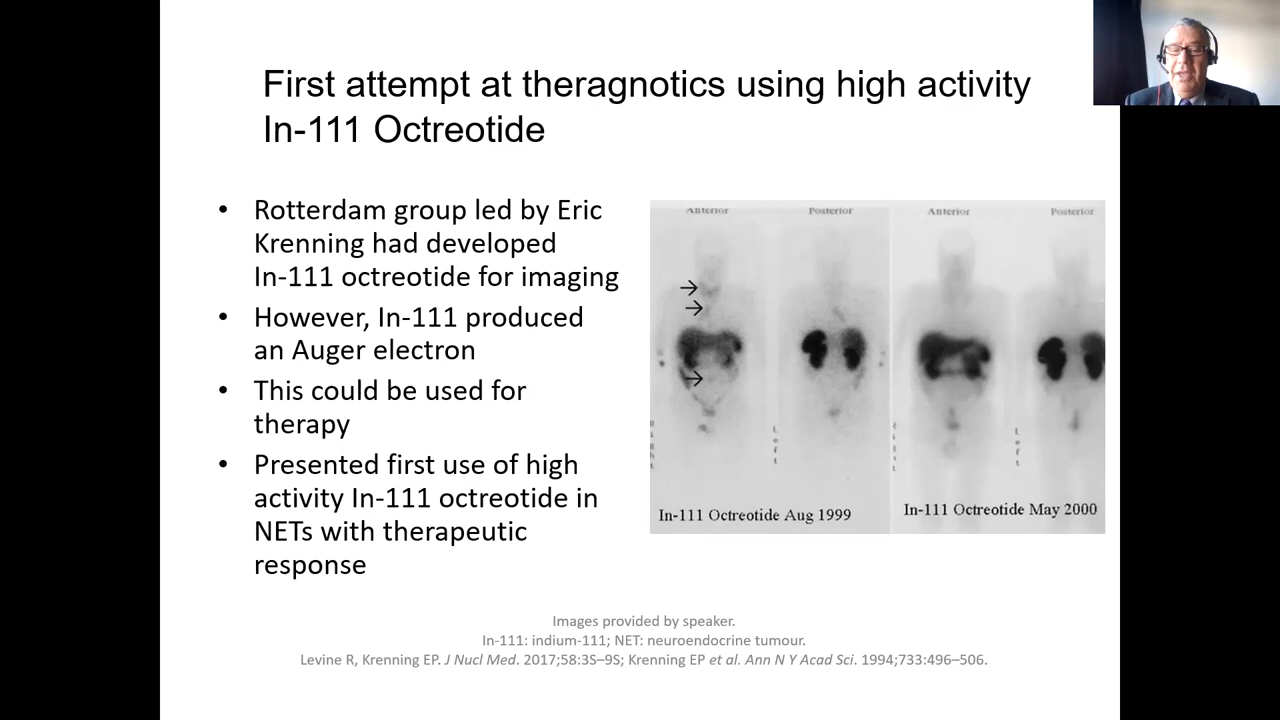 First attempt at theragnotics using high activity
In-111 Octreotide
• Rotterdam group led by Eric
Krenning had developed
In-111 octreotide for imaging
• However, In-111 produced
an Auger electron
• This could be used for
therapy
• Presented first use of high
activity In-111 octreotide in
NETs with therapeutic
response
Anterior
Posterior
Anterior
Posterior
Right
Left
Right
Left
In-111 Octreotide Aug 1999
In-111 Octreotide May 2000
Images provided by speaker.
In-111: indium-111; NET: neuroendocrine tumour.
Levine R, Krenning EP. J Nucl Med. 2017;58:3S–9S; Krenning EP et al. Ann N Y Acad Sci. 1994;733:496–506.